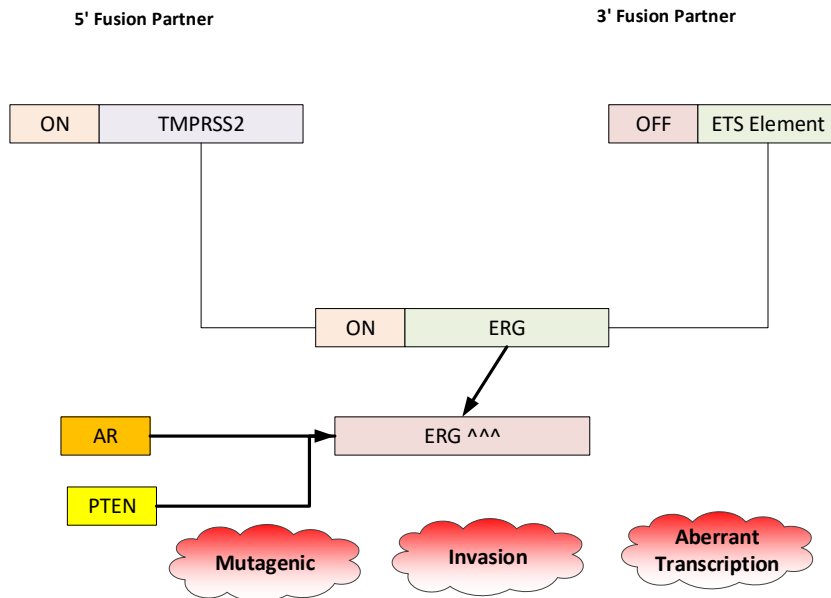 5' Fusion Partner
3' Fusion Partner
ON
TMPRSS2
OFF
ETS Element
ON
ERG
AR
ERG ^^^
PTEN
Mutagenic
Invasion
Aberrant
Transcription